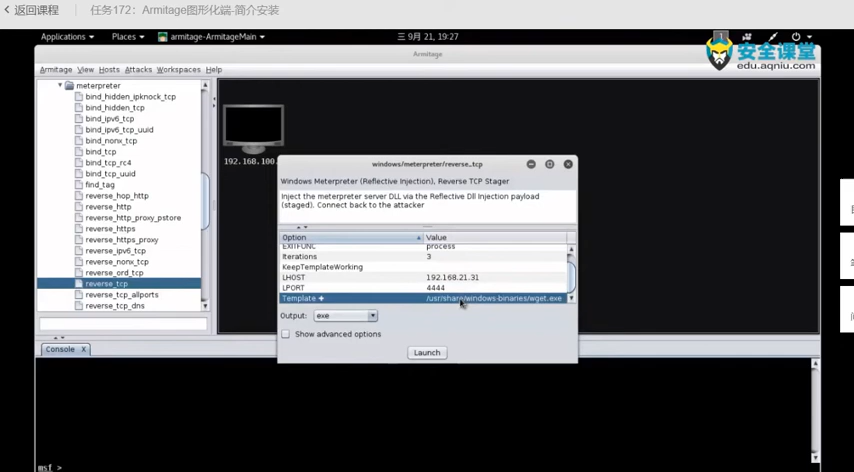 返回课程 任务172：Armitage图形化端-简介安装
Applications Places armitage-ArmitageMain 三 9月 21, 19:27
安全课堂
edu.aqniu.com
Armitage
Armitage View Hosts Attacks Workspaces Help
meterpreter
bind_hidden_ipknock_tcp
bind_hidden_tcp
bind_ipv6_tcp
bind_ipv6_tcp_uuid
bind_nonx_tcp
bind_tcp
bind_tcp_rc4
bind_tcp_uuid
find_tag
reverse_hop_http
reverse_http
reverse_http_proxy_pstore
reverse_https
reverse_https_proxy
reverse_ipv6_tcp
reverse_nonx_tcp
reverse_ord_tcp
reverse_tcp
reverse_tcp_allports
reverse_tcp_dns
192.168.100.
windows/meterpreter/reverse_tcp
Windows Meterpreter (Reflective Injection), Reverse TCP Stager
Inject the meterpreter server DLL via the Reflective Dll Injection payload
(staged). Connect back to the attacker
Option Value
EXITFUNC process
Iterations 3
KeepTemplateWorking
LHOST 192.168.21.31
LPORT 4444
Template + /usr/share/windows-binaries/wget.exe
Output: exe
Show advanced options
Launch
Console X
msf >